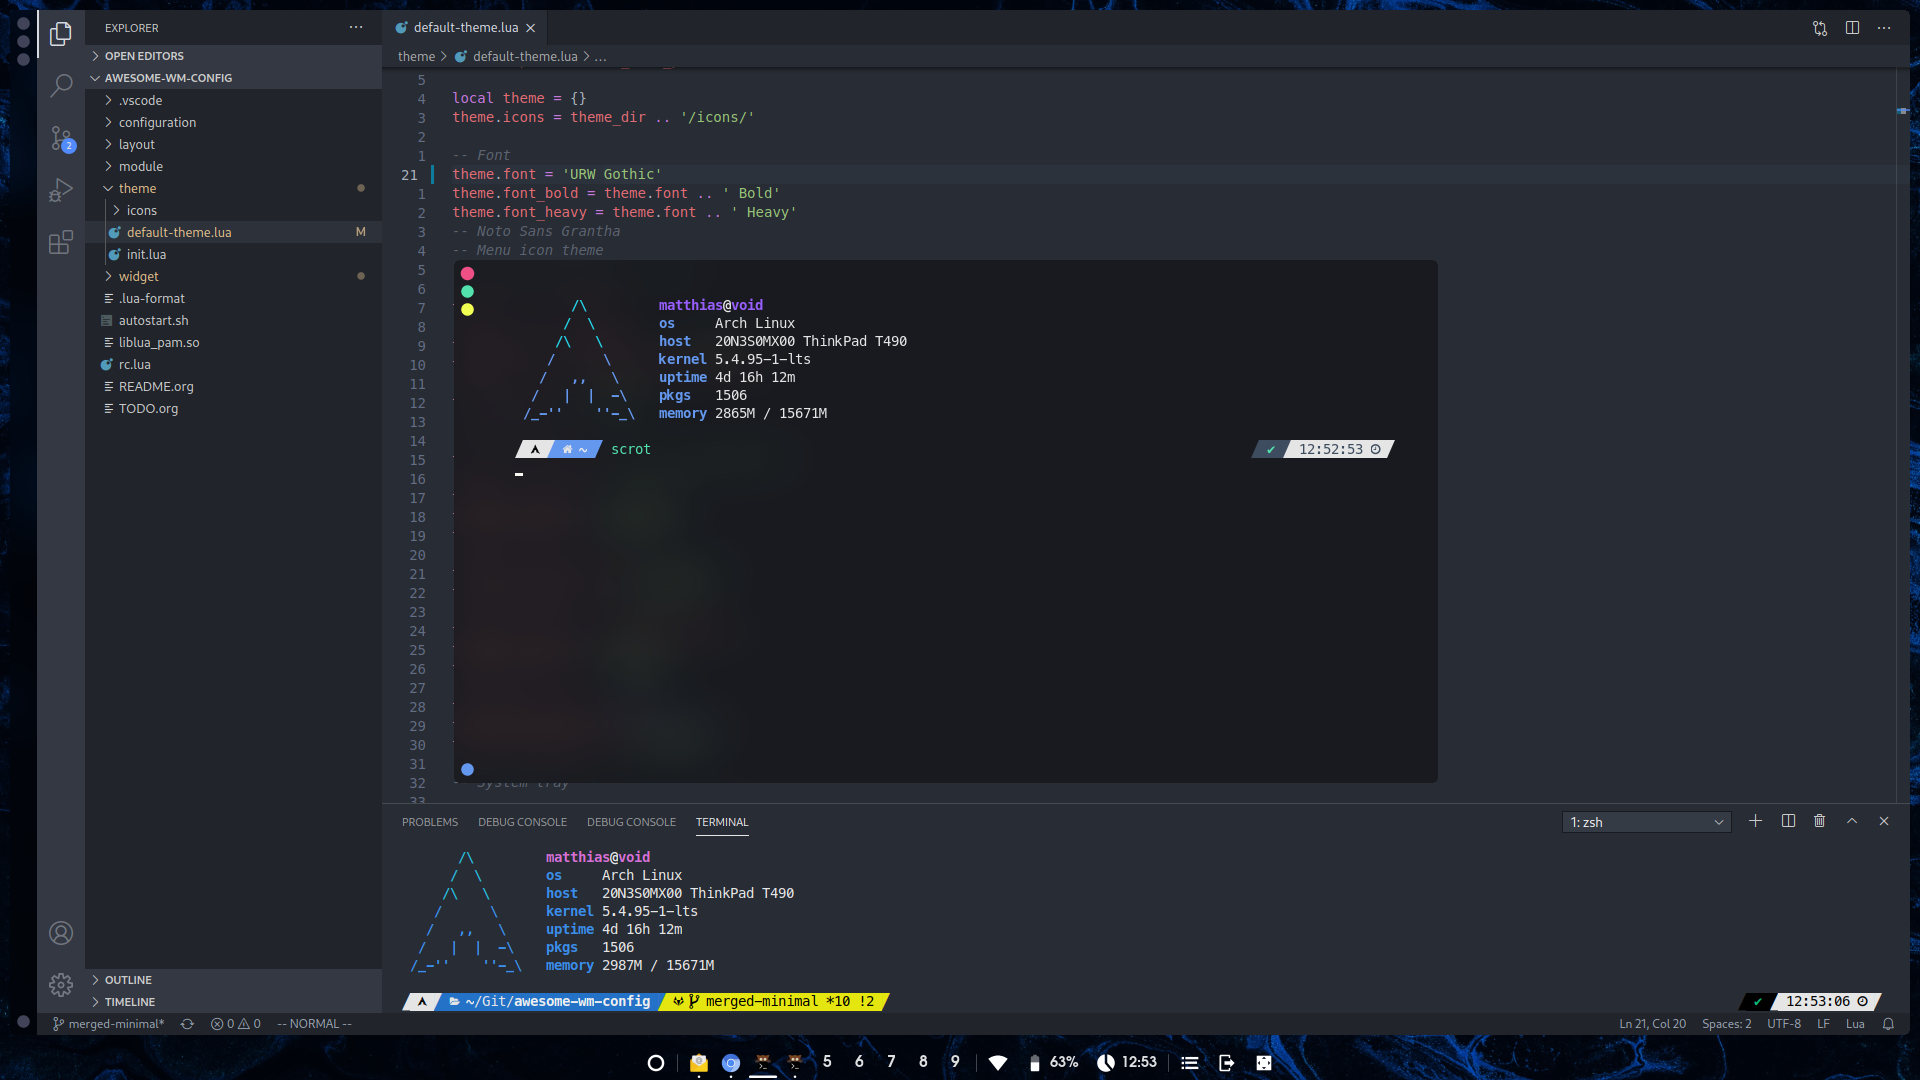 EXPLORER
OPEN EDITORS
AWESOME-WM-CONFIG
.vscode
configuration
layout
module
theme
icons
default-theme.lua M
init.lua
widget
.lua-format
autostart.sh
liblua_pam.so
rc.lua
README.org
TODO.org
OUTLINE
TIMELINE
2
default-theme.lua
theme > default-theme.lua > ...
5
4 local theme = {}
3 theme.icons = theme_dir .. '/icons/'
2
1 -- Font
21 theme.font = 'URW Gothic'
1 theme.font_bold = theme.font .. ' Bold'
2 theme.font_heavy = theme.font .. ' Heavy'
3 -- Noto Sans Grantha
4 -- Menu icon theme
5
6
7
8
9
10
11
12
13
14
15
16
17
18
19
20
21
22
23
24
25
26
27
28
29
30
31
32 System tray
33
matthias@void
os Arch Linux
host 20N3S0MX00 ThinkPad T490
kernel 5.4.95-1-lts
uptime 4d 16h 12m
pkgs 1506
memory 2865M / 15671M
~ scrot
✔ 12:52:53
PROBLEMS DEBUG CONSOLE DEBUG CONSOLE TERMINAL
1: zsh
matthias@void
os Arch Linux
host 20N3S0MX00 ThinkPad T490
kernel 5.4.95-1-lts
uptime 4d 16h 12m
pkgs 1506
memory 2987M / 15671M
~/Git/awesome-wm-config merged-minimal *10 !2
✔ 12:53:06
merged-minimal* 0 0 -- NORMAL --
Ln 21, Col 20 Spaces: 2 UTF-8 LF Lua
5 6 7 8 9 63% 12:53